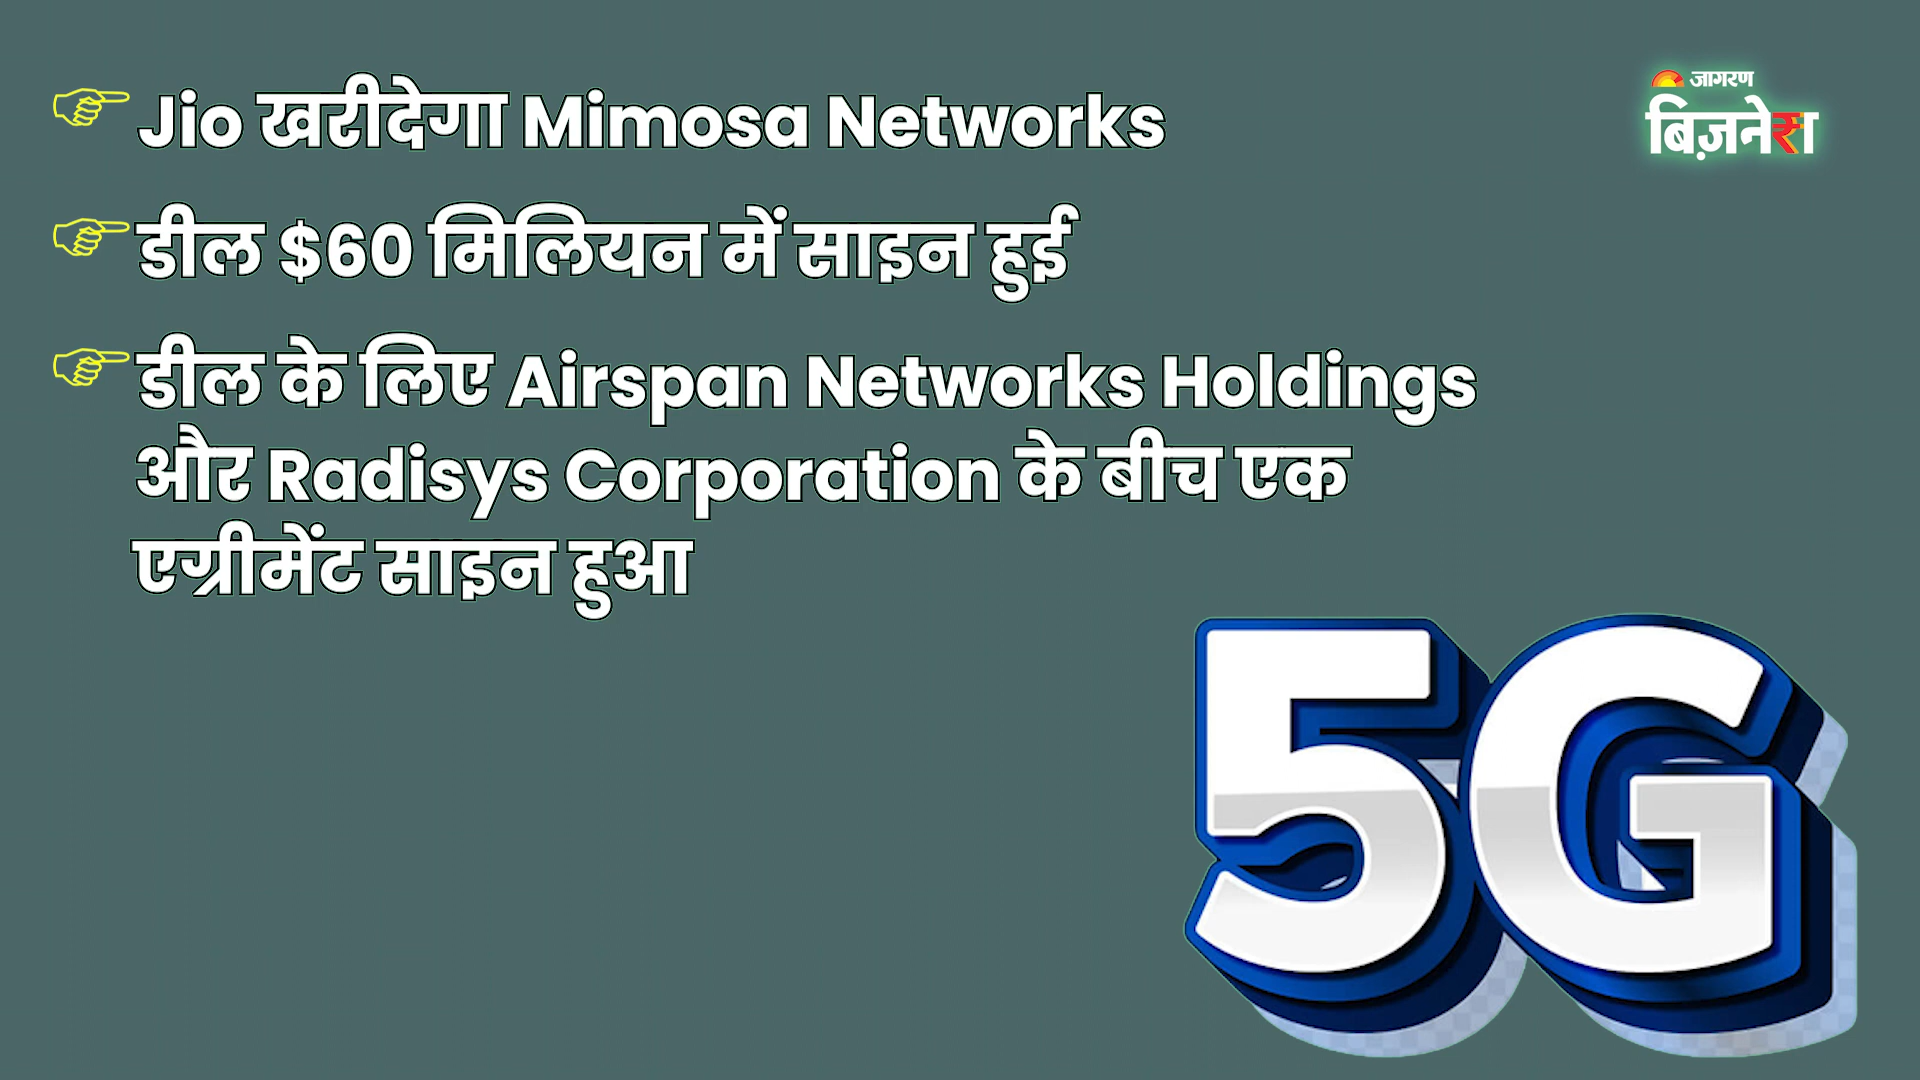 Jio खरीदेगा Mimosa Networks
जागरण
बिज़नेस
डील $60 मिलियन में साइन हुई
डील के लिए Airspan Networks Holdings
और Radisys Corporation के बीच एक
एग्रीमेंट साइन हुआ
5G